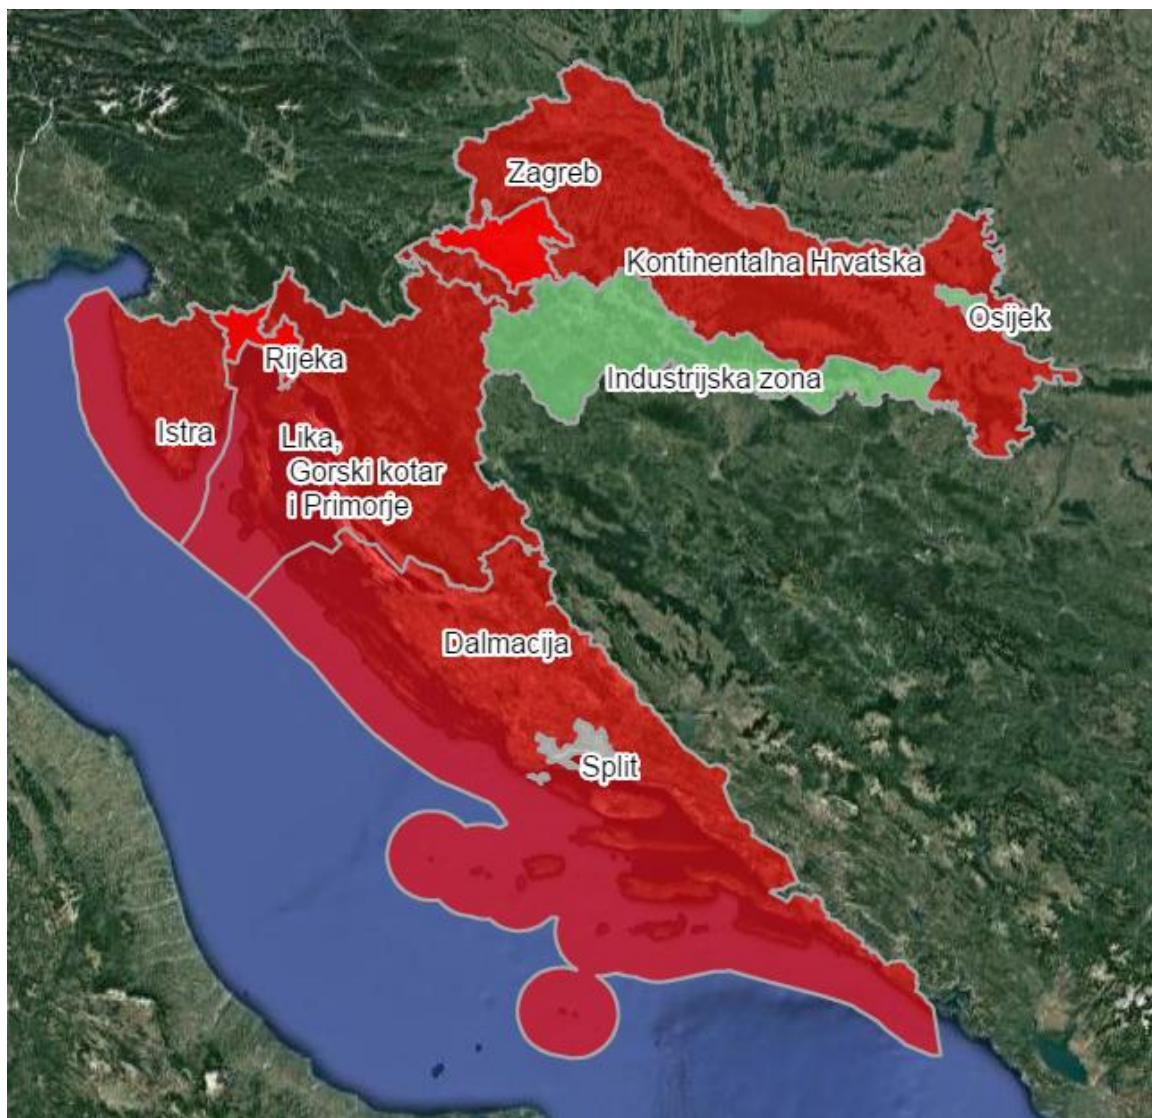 Zagreb
Kontinentalna Hrvatska
Osijek
Rijeka
Industrijska zona
Istra
Lika,
Gorski kotar
i Primorje
Dalmacija
Split